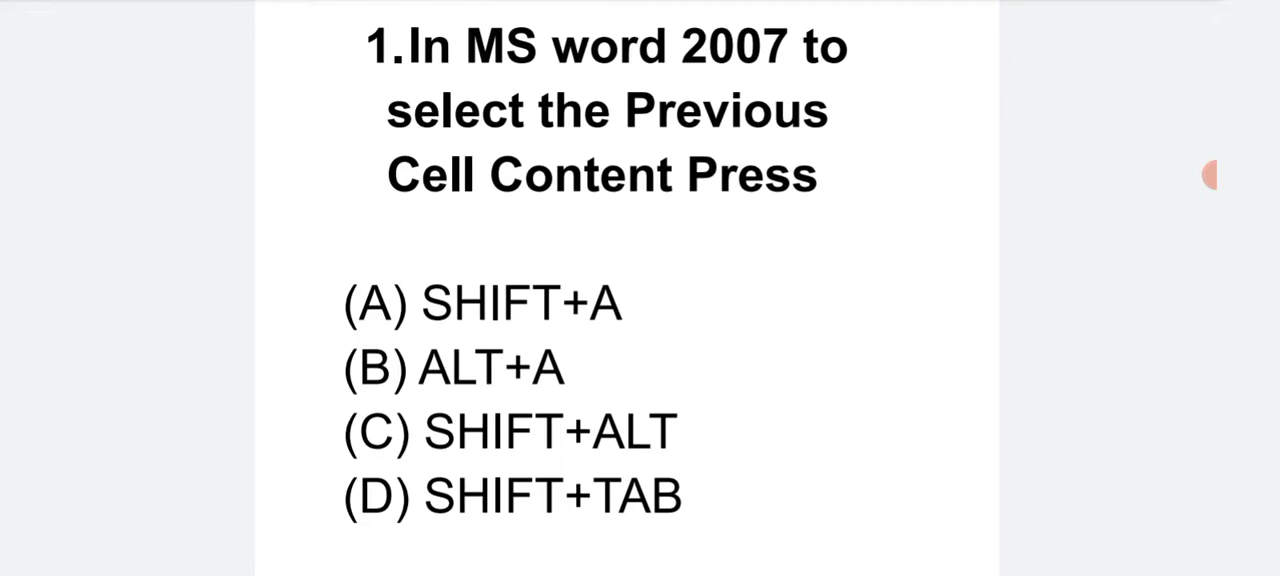 1.In MS word 2007 to
select the Previous
Cell Content Press
(A) SHIFT+A
(B) ALT+A
(C) SHIFT+ALT
(D) SHIFT+TAB